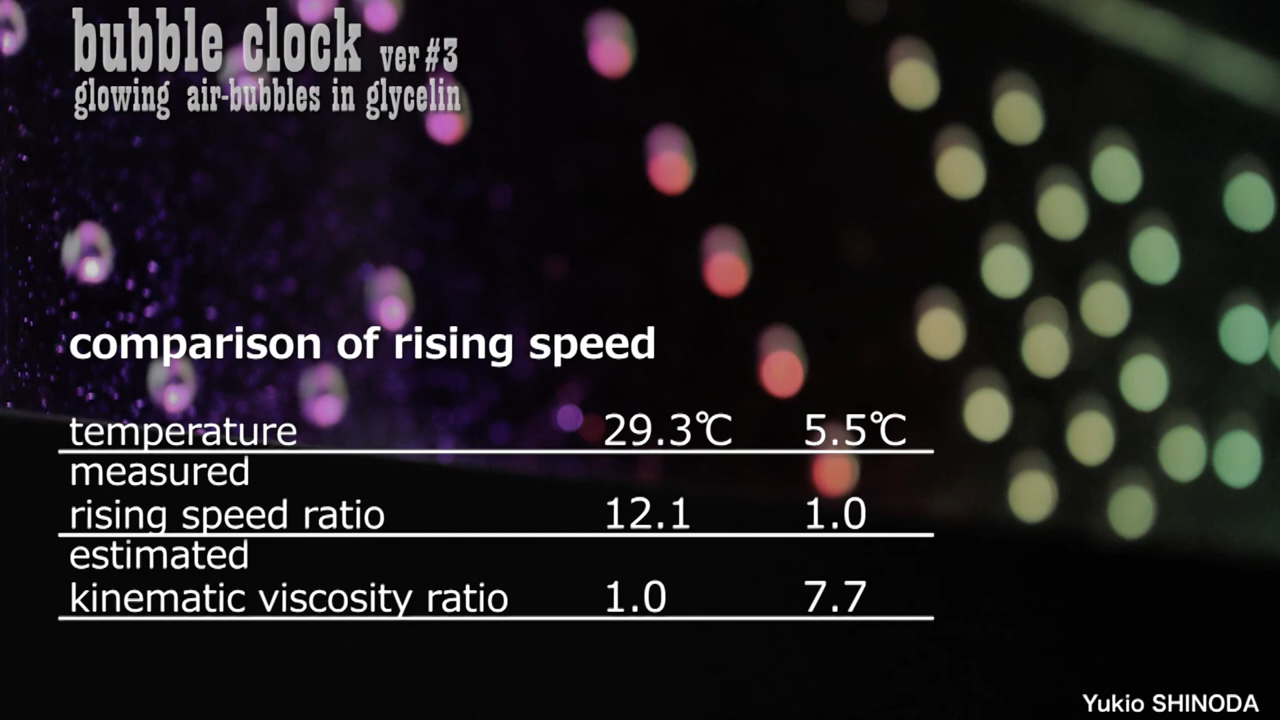 bubble clock ver #3
glowing air-bubbles in glycelin
comparison of rising speed
temperature 29.3℃ 5.5℃
measured
rising speed ratio 12.1 1.0
estimated
kinematic viscosity ratio 1.0 7.7
Yukio SHINODA